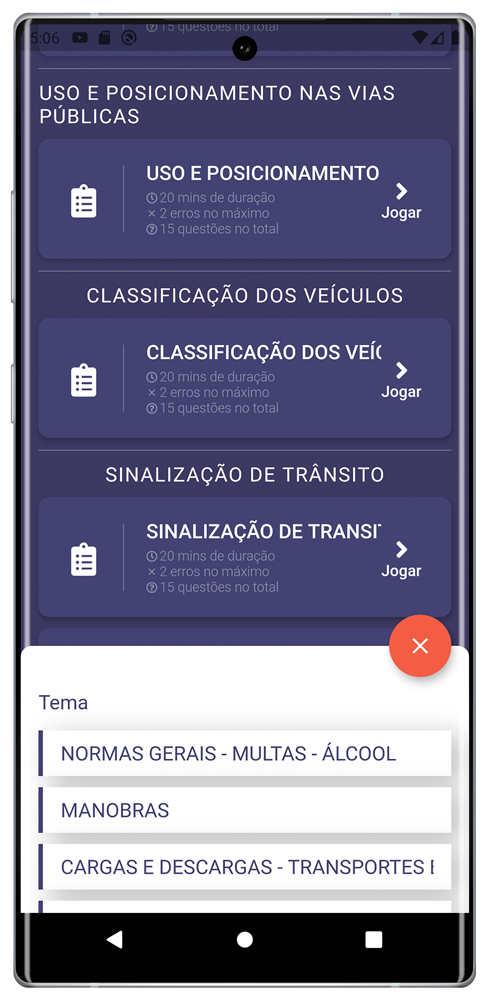 5:06
15 questões no total
USO E POSICIONAMENTO NAS VIAS
PÚBLICAS
USO E POSICIONAMENTO
20 mins de duração
× 2 erros no máximo
15 questões no total
Jogar
CLASSIFICAÇÃO DOS VEÍCULOS
CLASSIFICAÇÃO DOS VEÍC
20 mins de duração
× 2 erros no máximo
15 questões no total
Jogar
SINALIZAÇÃO DE TRÂNSITO
SINALIZAÇÃO DE TRANSIT
20 mins de duração
× 2 erros no máximo
15 questões no total
Jogar
Tema
NORMAS GERAIS - MULTAS - ÁLCOOL
MANOBRAS
CARGAS E DESCARGAS - TRANSPORTES E